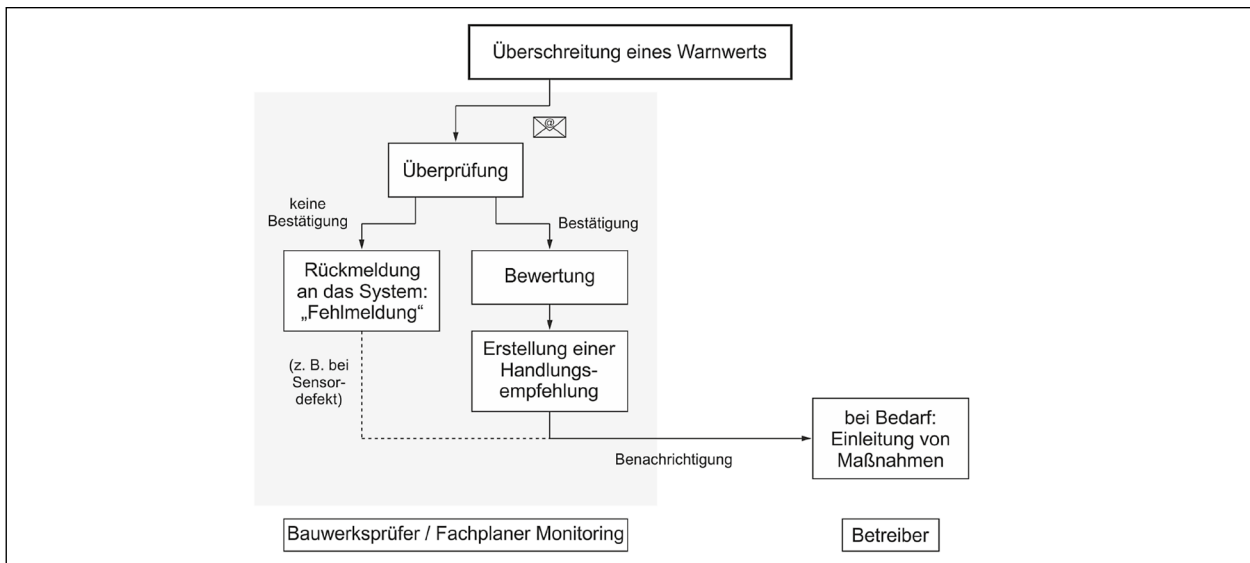 Überschreitung eines Warnwerts
@
Überprüfung
keine
Bestätigung
Bestätigung
Rückmeldung
an das System:
„Fehlmeldung“
Bewertung
(z. B. bei
Sensor-
defekt)
Erstellung einer
Handlungs-
empfehlung
Benachrichtigung
bei Bedarf:
Einleitung von
Maßnahmen
Bauwerksprüfer / Fachplaner Monitoring
Betreiber